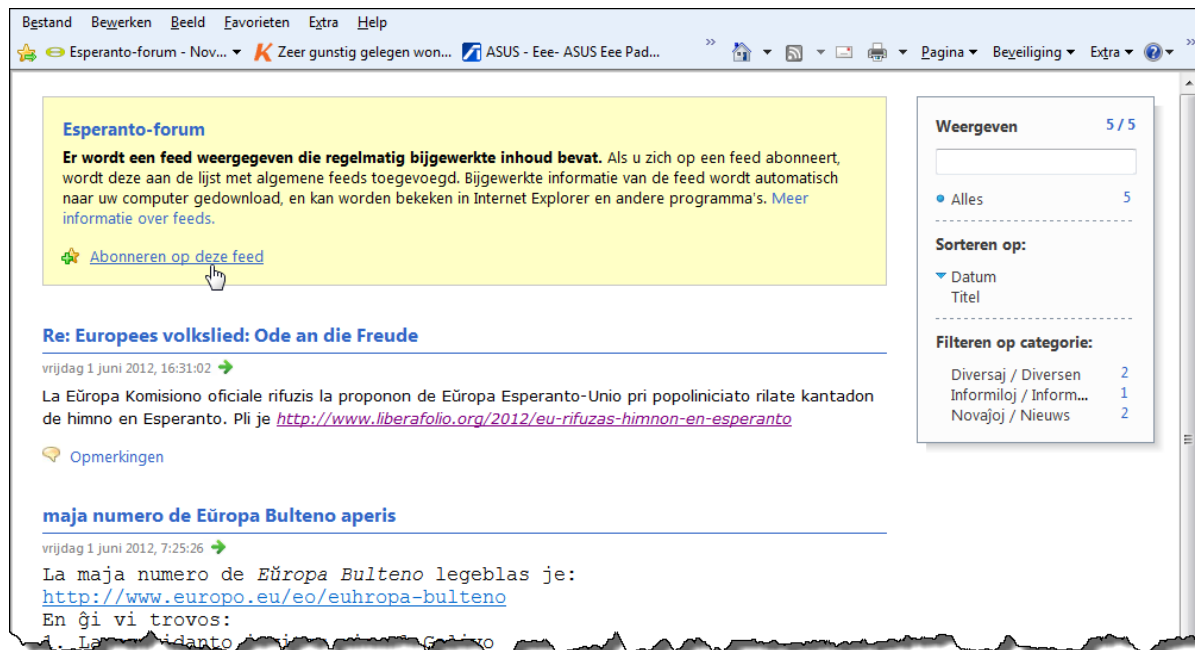 Bestand Bewerken Beeld Favorieten Extra Help
Esperanto-forum - Nov... Zeer gunstig gelegen won... ASUS - Eee- ASUS Eee Pad... » Pagina Beveiliging Extra »
Esperanto-forum
Er wordt een feed weergegeven die regelmatig bijgewerkte inhoud bevat. Als u zich op een feed abonneert,
wordt deze aan de lijst met algemene feeds toegevoegd. Bijgewerkte informatie van de feed wordt automatisch
naar uw computer gedownload, en kan worden bekeken in Internet Explorer en andere programma's. Meer
informatie over feeds.
Abonneren op deze feed
Re: Europees volkslied: Ode an die Freude
vrijdag 1 juni 2012, 16:31:02
La Eŭropa Komisiono oficiale rifuzis la proponon de Eŭropa Esperanto-Unio pri popoliniciato rilate kantadon
de himno en Esperanto. Pli je http://www.liberafolio.org/2012/eu-rifuzas-himnon-en-esperanto
Opmerkingen
maja numero de Eŭropa Bulteno aperis
vrijdag 1 juni 2012, 7:25:26
La maja numero de Eŭropa Bulteno legeblas je:
http://www.europo.eu/eo/euhropa-bulteno
En ĝi vi trovos:
1. La
Weergeven 5 / 5
Alles 5
Sorteren op:
Datum
Titel
Filteren op categorie:
Diversaj / Diversen 2
Informiloj / Inform... 1
Novaĵoj / Nieuws 2